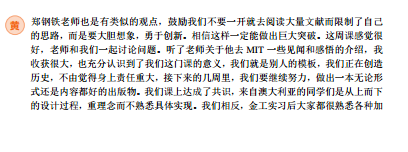 黄
郑钢铁老师也是有类似的观点，鼓励我们不要一开就去阅读大量文献而限制了自己
的思路，而是要大胆想象，勇于创新。相信这样一定能做出巨大突破。这周课感觉很
好，老师和我们一起讨论问题。听了老师关于他去 MIT 一些见闻和感悟的介绍，我
收获很大，也充分认识到了我们这门课的意义，我们就是别人的模板，我们正在创造
历史，不由觉得身上责任重大，接下来的几周里，我们要继续努力，做出一本无论形
式还是内容都好的出版物。我们课上达成了共识，来自澳大利亚的同学们是从上而下
的设计过程，重理念而不熟悉具体实现。我们相反，金工实习后大家都很熟悉各种加